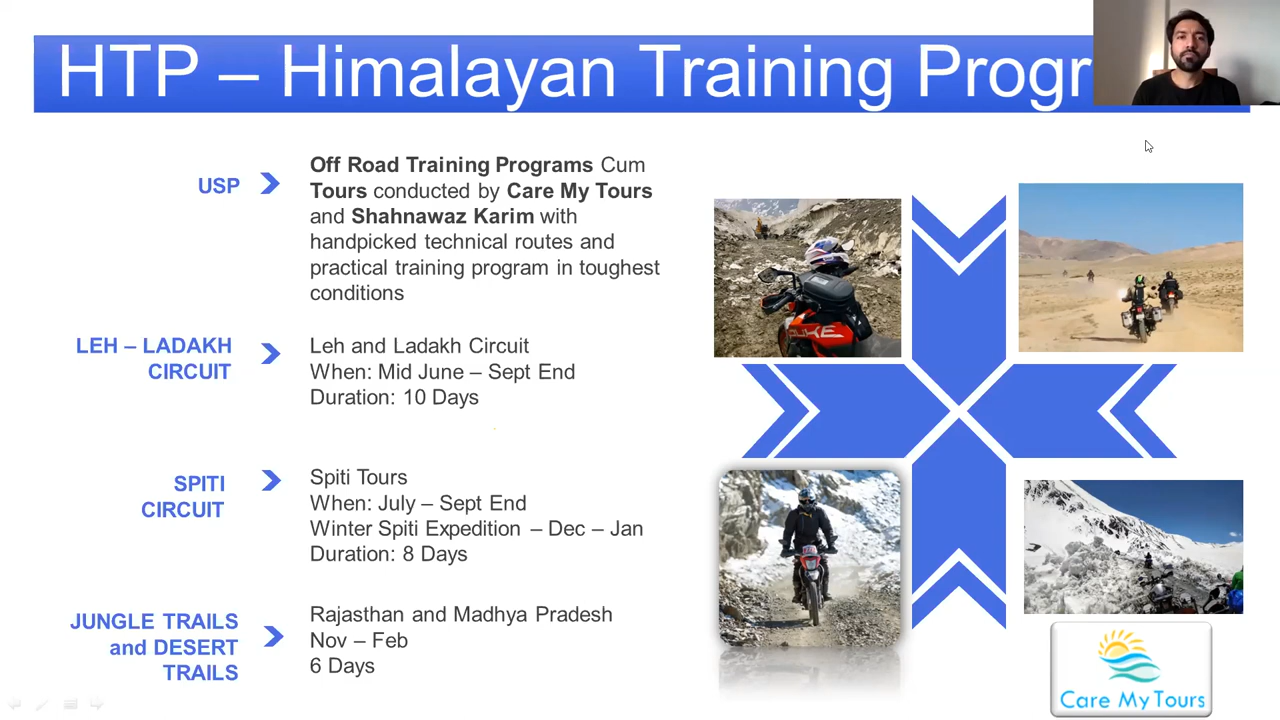 HTP – Himalayan Training Progr
USP
Off Road Training Programs Cum
Tours conducted by Care My Tours
and Shahnawaz Karim with
handpicked technical routes and
practical training program in toughest
conditions
LEH – LADAKH
CIRCUIT
Leh and Ladakh Circuit
When: Mid June – Sept End
Duration: 10 Days
SPITI
CIRCUIT
Spiti Tours
When: July – Sept End
Winter Spiti Expedition – Dec – Jan
Duration: 8 Days
JUNGLE TRAILS
and DESERT
TRAILS
Rajasthan and Madhya Pradesh
Nov – Feb
6 Days
DUKE
Care My Tours